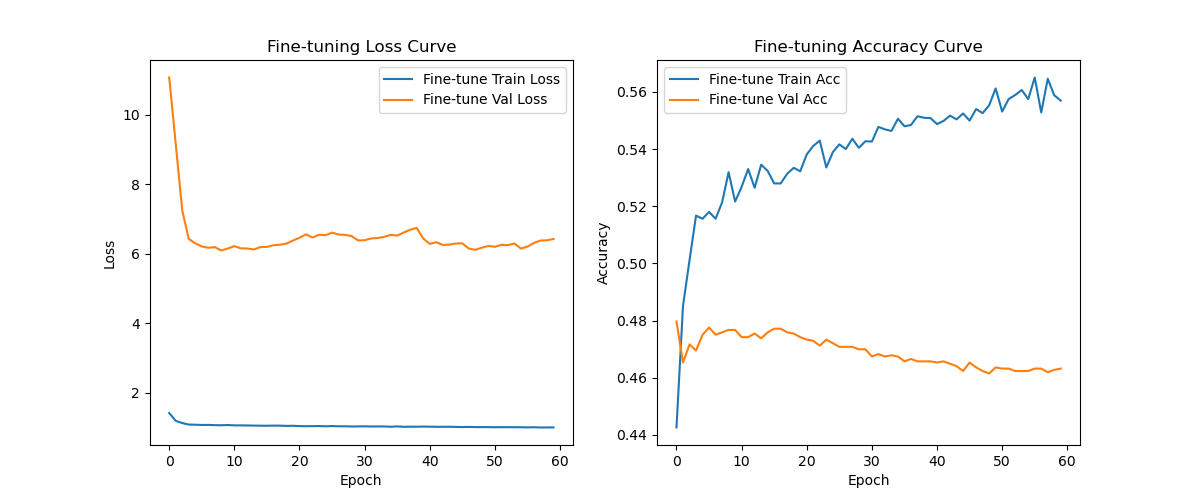 Fine-tuning Loss Curve
Fine-tune Train Loss
Fine-tune Val Loss
10
8
6
4
2
Loss
0 10 20 30 40 50 60
Epoch
Fine-tuning Accuracy Curve
Fine-tune Train Acc
Fine-tune Val Acc
0.56
0.54
0.52
0.50
0.48
0.46
0.44
Accuracy
0 10 20 30 40 50 60
Epoch